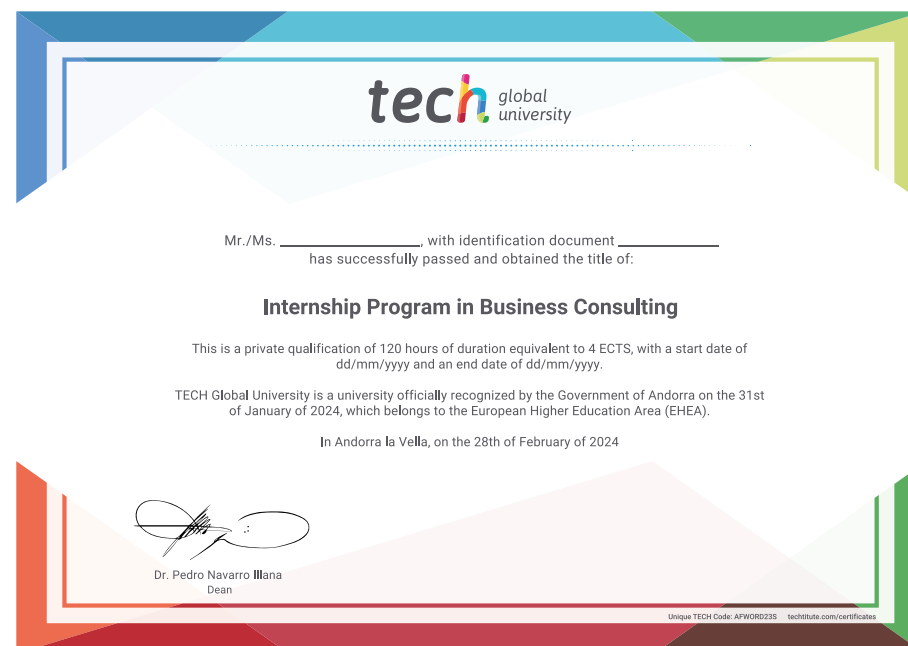 tech global university
Mr./Ms. ____________________, with identification document ______________
has successfully passed and obtained the title of:
Internship Program in Business Consulting
This is a private qualification of 120 hours of duration equivalent to 4 ECTS, with a start date of
dd/mm/yyyy and an end date of dd/mm/yyyy.
TECH Global University is a university officially recognized by the Government of Andorra on the 31st
of January of 2024, which belongs to the European Higher Education Area (EHEA).
In Andorra la Vella, on the 28th of February of 2024
Dr. Pedro Navarro Illana
Dean
Unique TECH Code: AFWORD23S techtitute.com/certificates